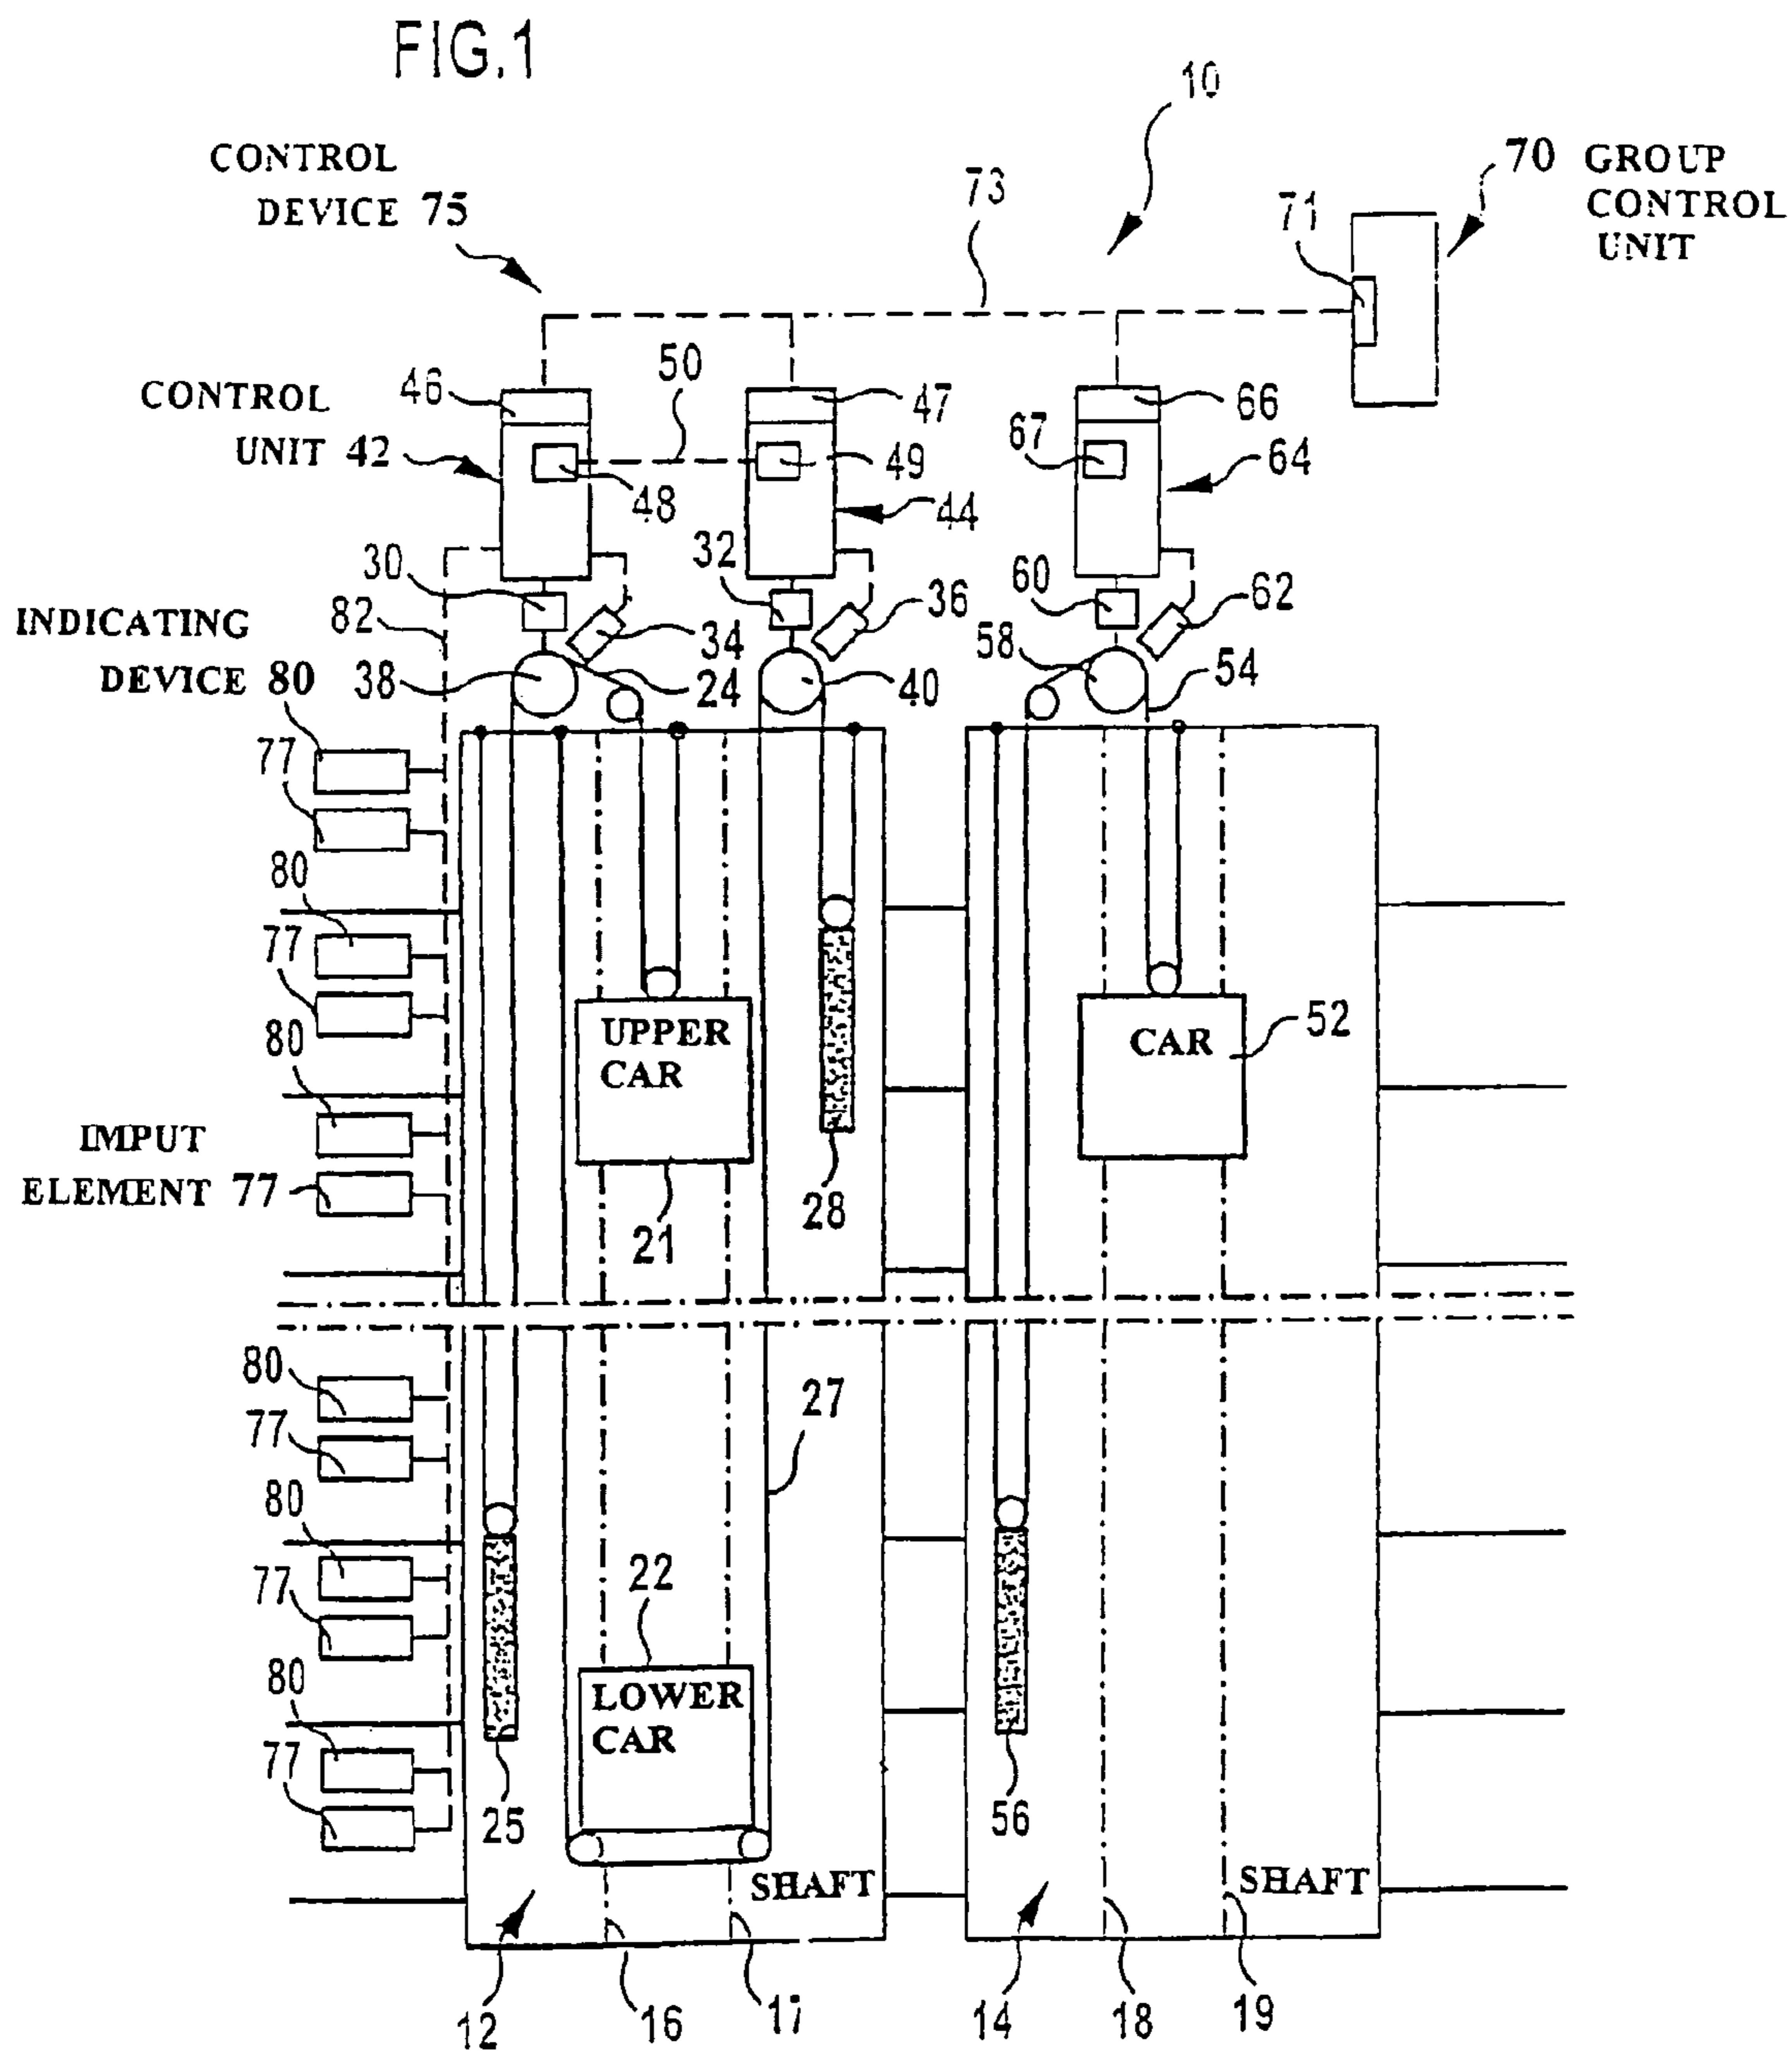 FIG.1
10
CONTROL
DEVICE 75
73
71
70 GROUP
CONTROL
UNIT
CONTROL
UNIT 42
46
50
47
66
67
48
49
44
64
30
32
60
36
62
INDICATING
DEVICE 80
82
34
38
24
40
58
54
77
80
77
80
UPPER
CAR
CAR
52
IMPUT
ELEMENT 77
21
28
80
77
27
80
77
22
80
77
LOWER
CAR
25
56
SHAFT
SHAFT
12
16
17
14
18
19